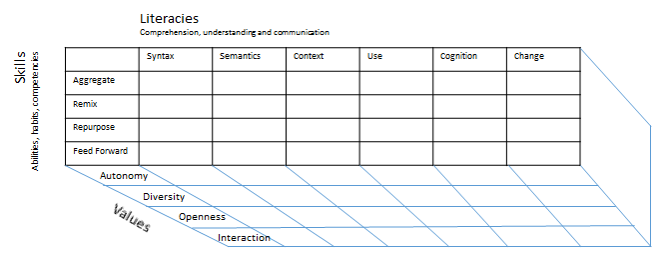 Literacies
Comprehension, understanding and communication
Skills
Abilities, habits, competencies
Syntax Semantics Context Use Cognition Change
Aggregate
Remix
Repurpose
Feed Forward
Autonomy
Diversity
Openness
Interaction
Values